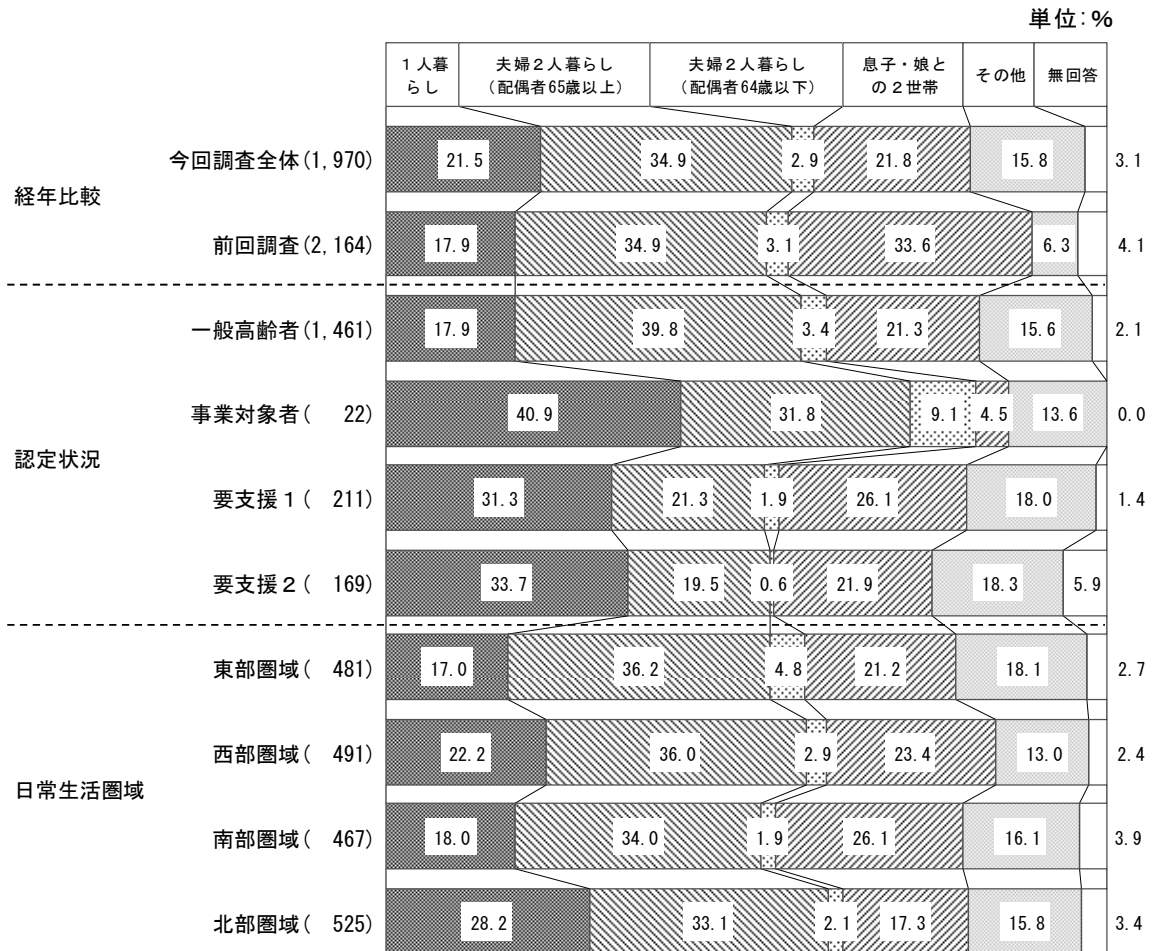 単位:%
1人暮らし
夫婦2人暮らし(配偶者65歳以上)
夫婦2人暮らし(配偶者64歳以下)
息子・娘との2世帯
その他
無回答
経年比較
今回調査全体(1,970) 21.5 34.9 2.9 21.8 15.8 3.1
前回調査(2,164) 17.9 34.9 3.1 33.6 6.3 4.1
認定状況
一般高齢者(1,461) 17.9 39.8 3.4 21.3 15.6 2.1
事業対象者( 22) 40.9 31.8 9.1 4.5 13.6 0.0
要支援1( 211) 31.3 21.3 1.9 26.1 18.0 1.4
要支援2( 169) 33.7 19.5 0.6 21.9 18.3 5.9
日常生活圏域
東部圏域( 481) 17.0 36.2 4.8 21.2 18.1 2.7
西部圏域( 491) 22.2 36.0 2.9 23.4 13.0 2.4
南部圏域( 467) 18.0 34.0 1.9 26.1 16.1 3.9
北部圏域( 525) 28.2 33.1 2.1 17.3 15.8 3.4